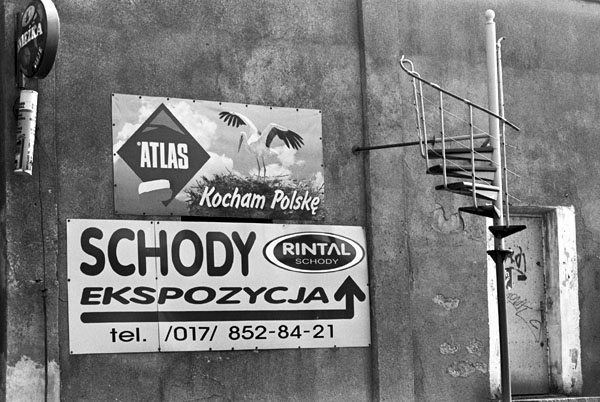 ATLAS
Kocham Polskę
SCHODY
RINTAL
SCHODY
EKSPOZYCJA
tel. /017/ 852-84-21